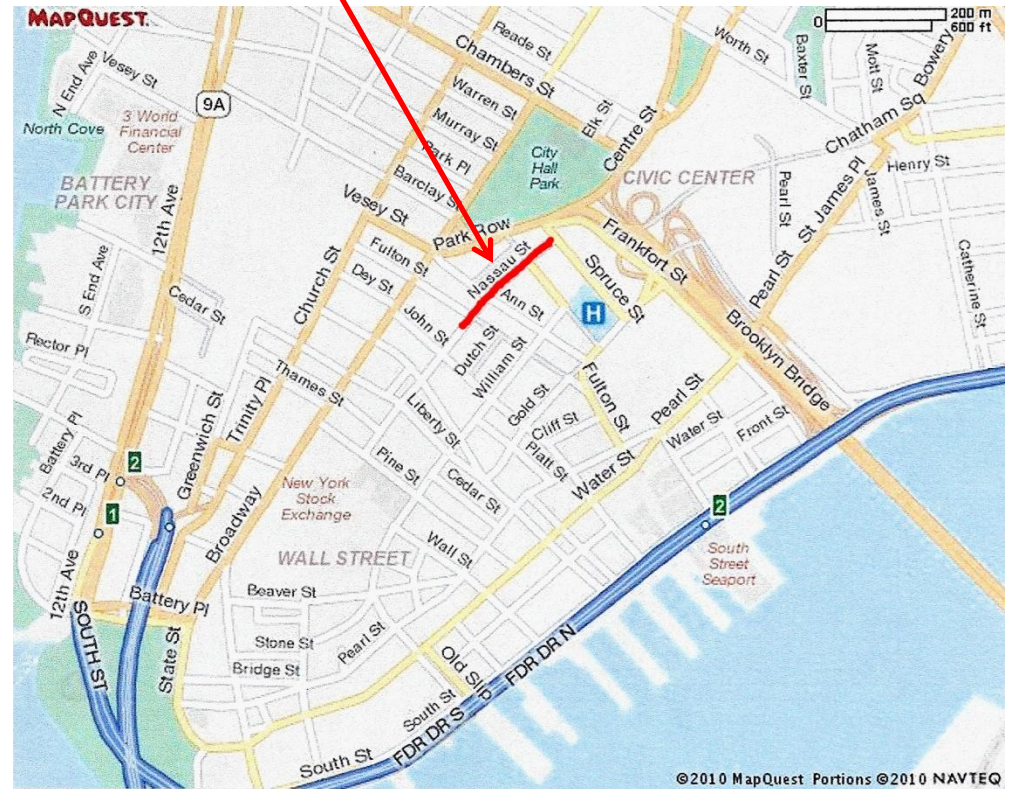 MAPQUEST.
200 m
0
600 ft
Reade St
Worth St
Bowery
Chambers St
Baxter St
Mott St
N End Ave
Vesey St
9A
Warren St
Elk St
Centre St
Chatham Sq
North Cove
3 World
Financial
Center
Murray St
City
Hall
Park
Park Pl
Henry St
BATTERY
PARK CITY
Barclay St
CIVIC CENTER
Pearl St
St James Pl
James St
12th Ave
Vesey St
Park Row
Frankfort St
Fulton St
Nassau St
Spruce St
Catherine St
S End Ave
Church St
Dey St
Pearl St
Cedar St
Ann St
H
John St
Brooklyn Bridge
Rector Pl
Dutch St
William St
Thames St
Trinity Pl
Gold St
Fulton St
Pearl St
Liberty St
Cliff St
Water St
Front St
Battery Pl
Greenwich St
Platt St
3rd Pl
2
Pine St
Cedar St
Water St
2nd Pl
1
New York
Stock
Exchange
Broadway
2
Wall St
South
Street
Seaport
WALL STREET
12th Ave
Battery Pl
Beaver St
SOUTH ST
State St
Stone St
Pearl St
Bridge St
Old Slip
FDR DR N
South St
FDR DR S
South St
©2010 MapQuest Portions ©2010 NAVTEQ